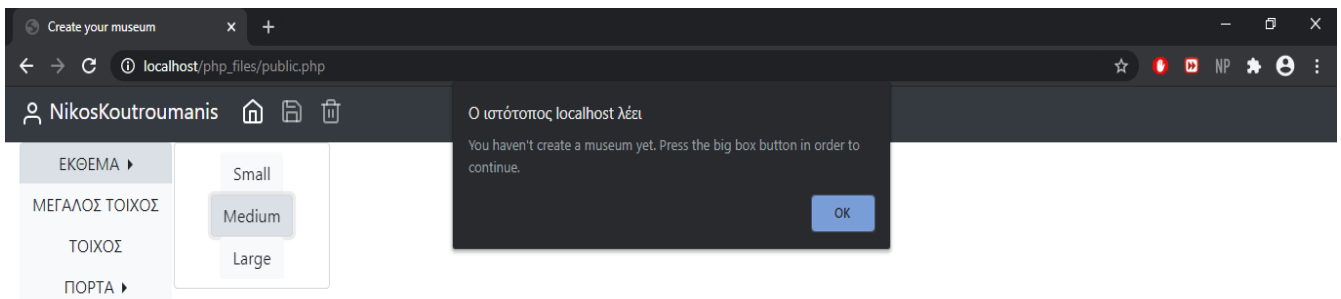 Create your museum
localhost/php_files/public.php
NP
NikosKoutroumanis
Ο ιστότοπος localhost λέει
You haven't create a museum yet. Press the big box button in order to
continue.
OK
ΕΚΘΕΜΑ
ΜΕΓΑΛΟΣ ΤΟΙΧΟΣ
ΤΟΙΧΟΣ
ΠΟΡΤΑ
Small
Medium
Large